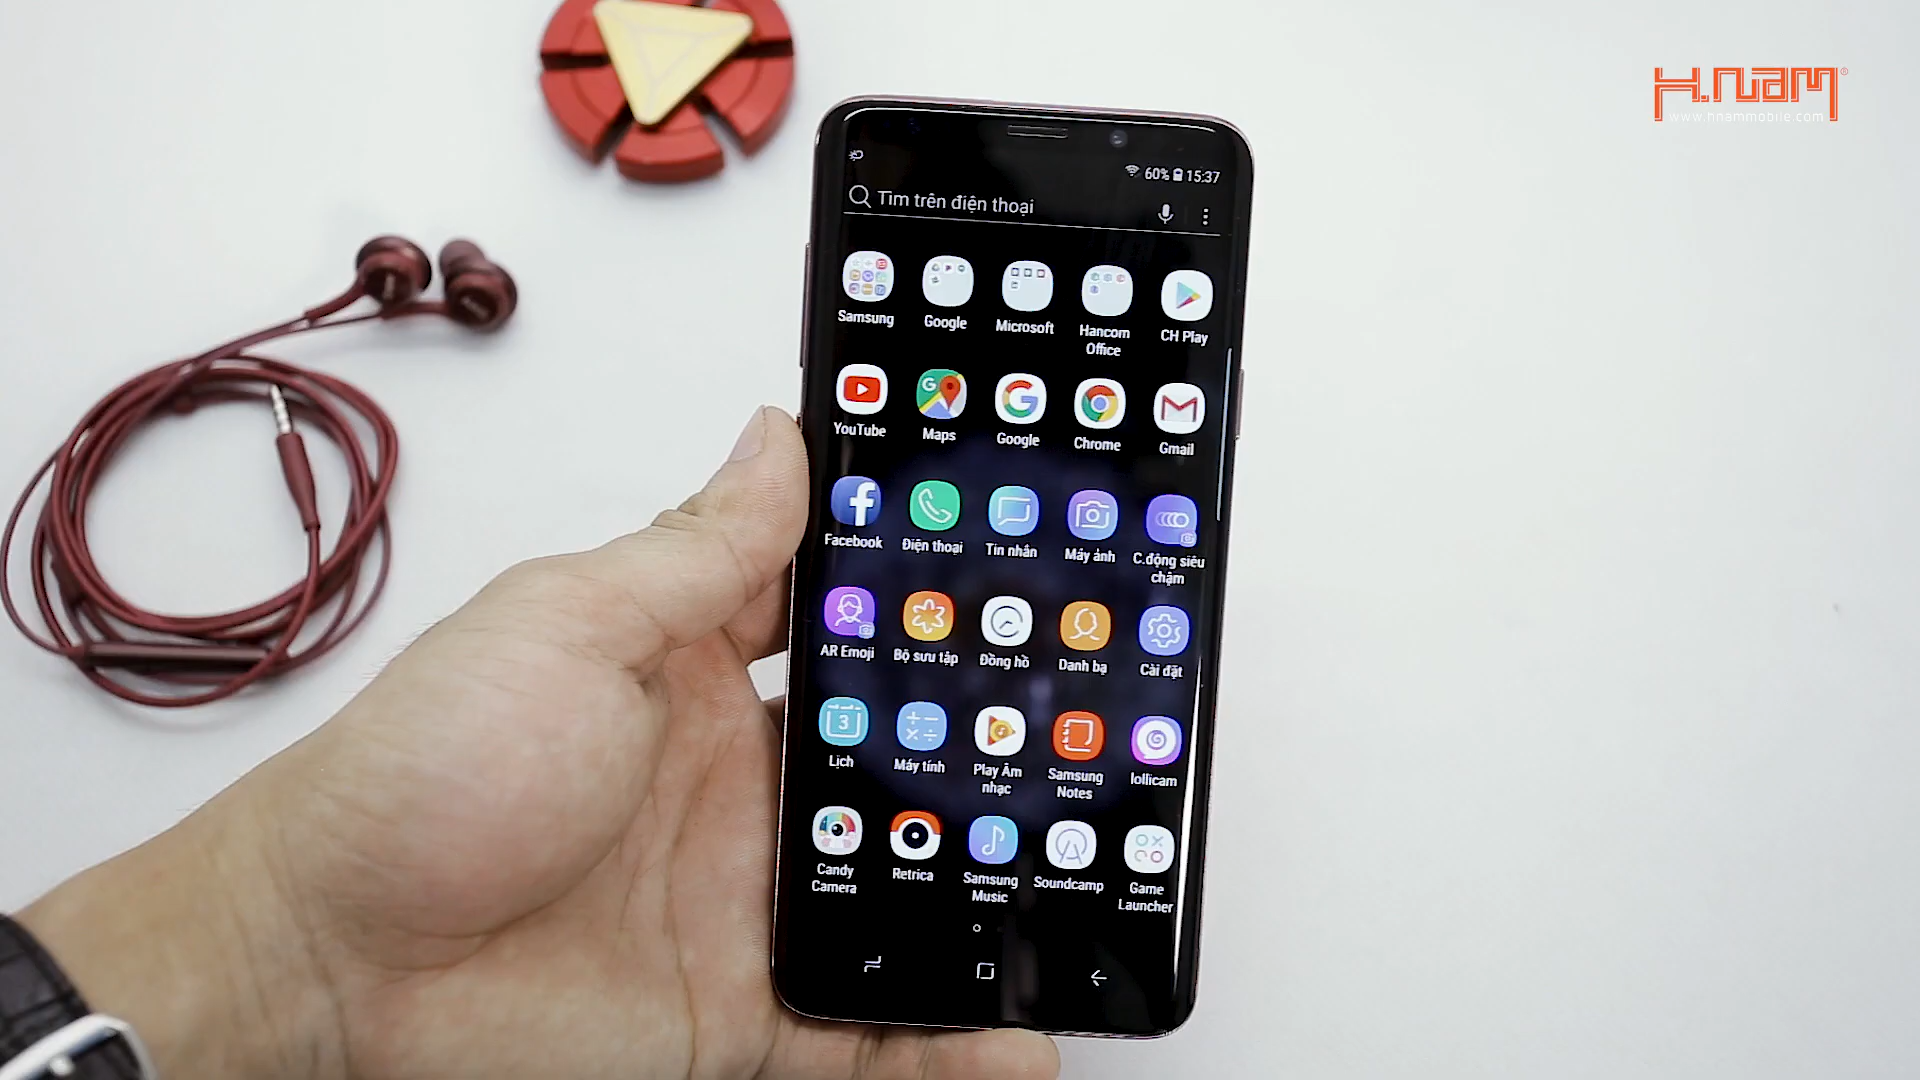 H.nam®
www.hnammobile.com
60% 15:37
Tìm trên điện thoại
Samsung
Google
Microsoft
Hancom
Office
CH Play
YouTube
Maps
Google
Chrome
Gmail
Facebook
Điện thoại
Tin nhắn
Máy ảnh
C.động siêu
chậm
AR Emoji
Bộ sưu tập
Đồng hồ
Danh bạ
Cài đặt
3
Lịch
Máy tính
Play Âm
nhạc
Samsung
Notes
lollicam
Candy
Camera
Retrica
Samsung
Music
Soundcamp
Game
Launcher